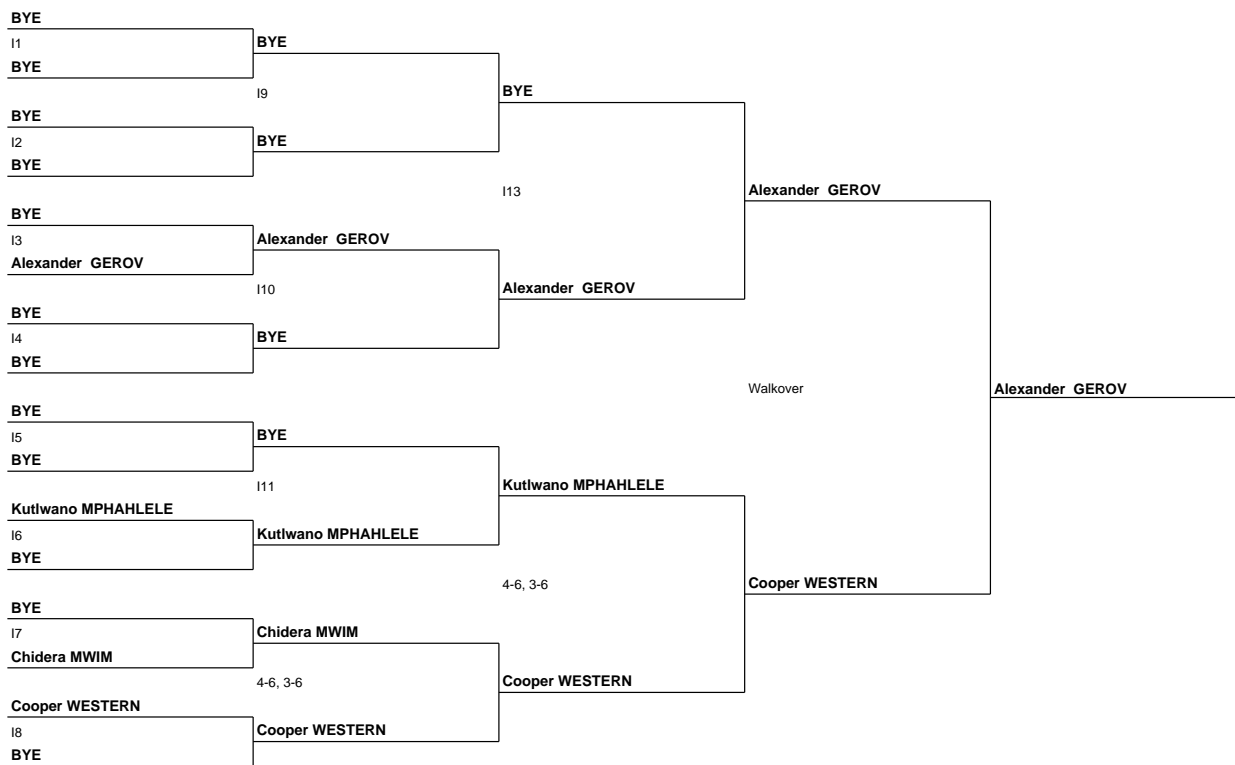 BYE
I1
BYE
BYE
I9
BYE
BYE
I2
BYE
BYE
I13
Alexander GEROV
BYE
I3
Alexander GEROV
Alexander GEROV
I10
Alexander GEROV
BYE
I4
BYE
BYE
Walkover
Alexander GEROV
BYE
I5
BYE
BYE
I11
Kutlwano MPHAHLELE
Kutlwano MPHAHLELE
I6
Kutlwano MPHAHLELE
BYE
4-6, 3-6
Cooper WESTERN
BYE
I7
Chidera MWIM
Chidera MWIM
4-6, 3-6
Cooper WESTERN
Cooper WESTERN
I8
Cooper WESTERN
BYE